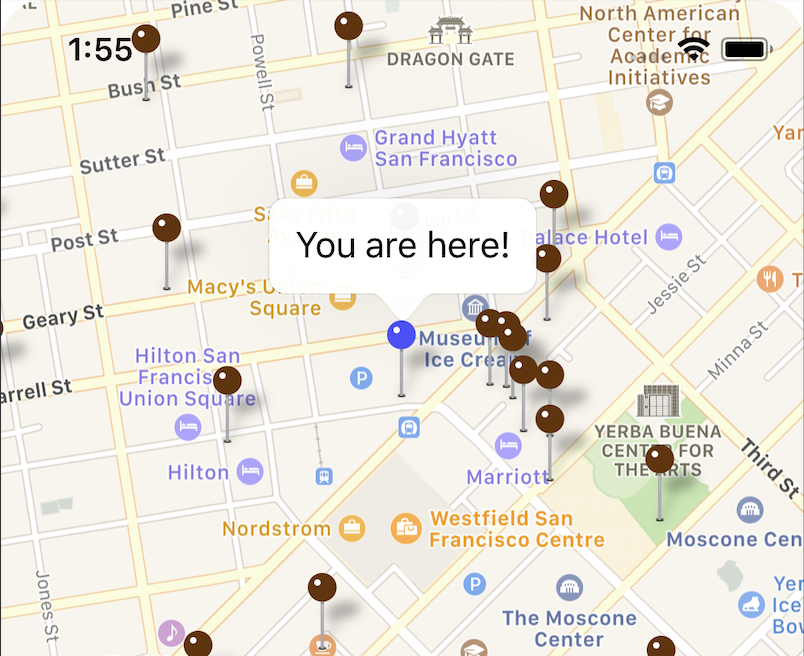 Pine St
1:55
Bush St
Powell St
DRAGON GATE
North American
Center for
Academic
Initiatives
Sutter St
Grand Hyatt
San Francisco
Yer
Saks Fifth
Post St
You are here!
Palace Hotel
Jessie St
Macy's Union
Square
Geary St
Museum of
Ice Cream
Minna St
Hilton San
Francisco
Union Square
P
arrell St
YERBA BUENA
CENTER FOR
THE ARTS
Third St
Hilton
Marriott
Nordstrom
Westfield San
Francisco Centre
Moscone Cen
Jones St
P
The Moscone
Center
Yer
Ice
Bow